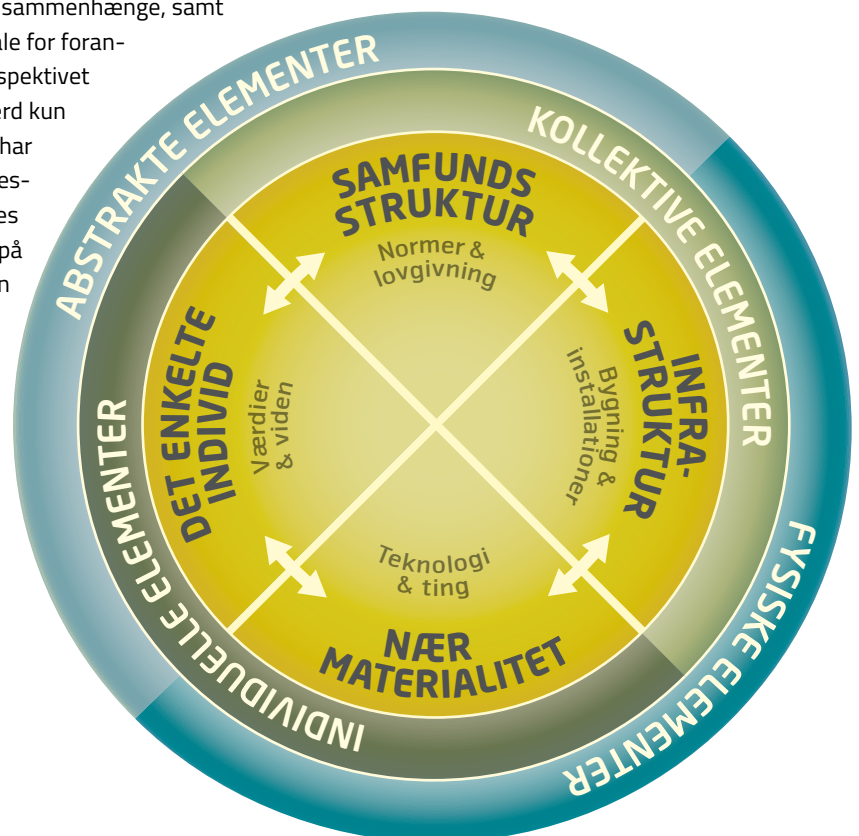 sammenhænge, samt
ale for foran-
spektivet
rd kun
har
es-
es
på
n
ABSTRAKTE ELEMENTER
KOLLEKTIVE ELEMENTER
SAMFUNDS
STRUKTUR
Normer &
lovgivning
DET ENKELTE
INDIVID
Værdier
& viden
INFRA-
STRUKTUR
Bygning &
installationer
Teknologi
& ting
NÆR
MATERIALITET
INDIVIDUELLE ELEMENTER
FYSISKE ELEMENTER